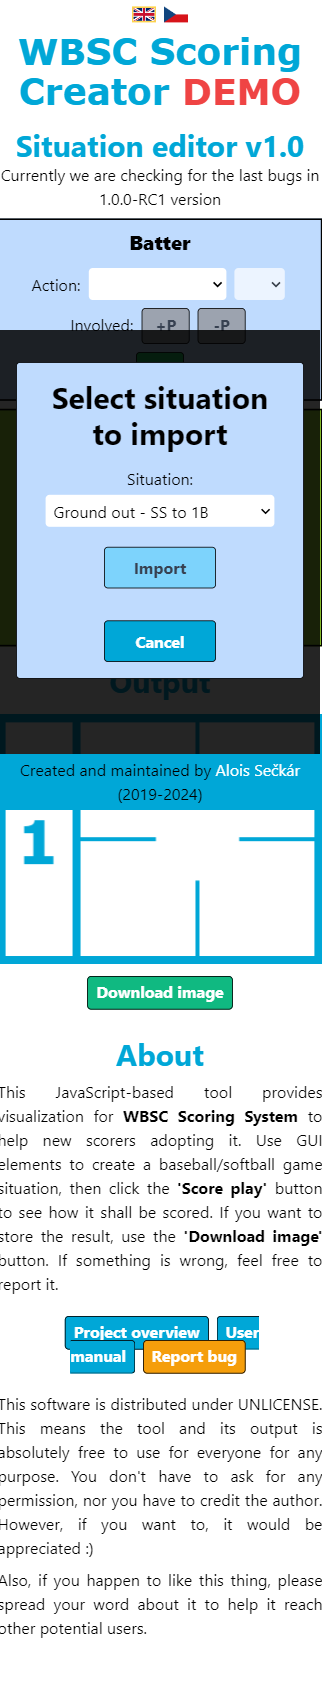 WBSC Scoring
Creator DEMO
Situation editor v1.0
Currently we are checking for the last bugs in
1.0.0-RC1 version
Batter
Action:
Involved: +P -P
Select situation
to import
Situation:
Ground out - SS to 1B
Import
Cancel
Output
Created and maintained by Alois Sečkár
(2019-2024)
1
Download image
About
This JavaScript-based tool provides
visualization for WBSC Scoring System to
help new scorers adopting it. Use GUI
elements to create a baseball/softball game
situation, then click the 'Score play' button
to see how it shall be scored. If you want to
store the result, use the 'Download image'
button. If something is wrong, feel free to
report it.
Project overview User
manual Report bug
This software is distributed under UNLICENSE.
This means the tool and its output is
absolutely free to use for everyone for any
purpose. You don't have to ask for any
permission, nor you have to credit the author.
However, if you want to, it would be
appreciated :)
Also, if you happen to like this thing, please
spread your word about it to help it reach
other potential users.